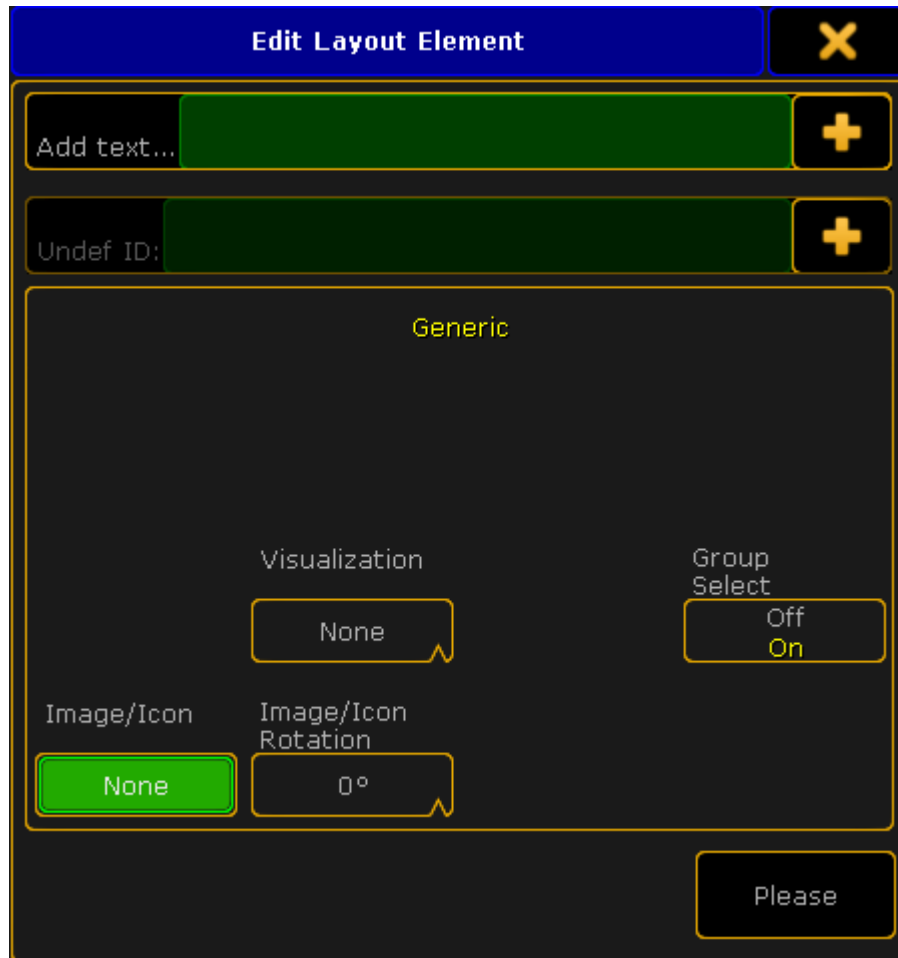 Edit Layout Element
Add text...
Undef ID:
Generic
Visualization
Group
Select
None
Off
On
Image/Icon
Image/Icon
Rotation
None
0°
Please